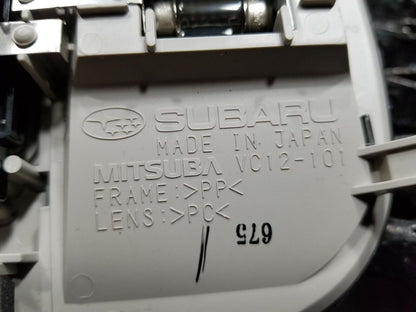 SUBARU
MADE IN JAPAN
MITSUBA VC12-101
FRAME:>PP<
LENS:>PC<
675